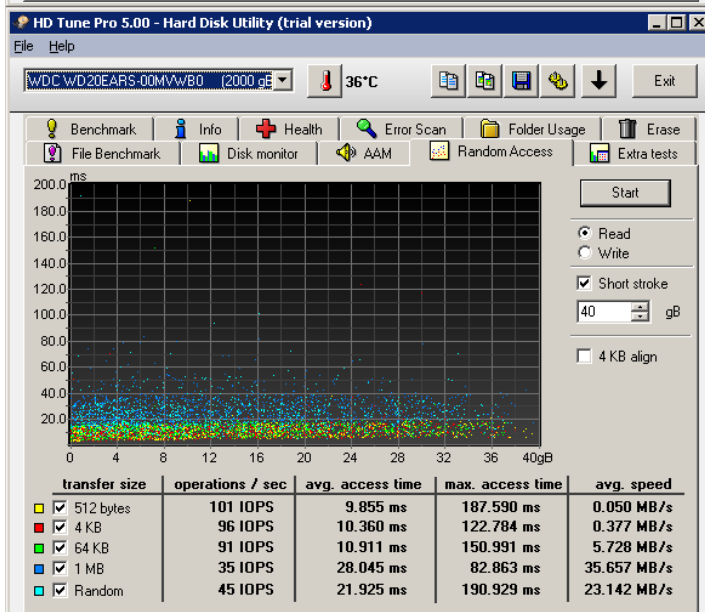 HD Tune Pro 5.00 - Hard Disk Utility (trial version)
File Help
WDC WD20EARS-00MVWB0 (2000 gB 36°C Exit
Benchmark Info Health Error Scan Folder Usage Erase
File Benchmark Disk monitor AAM Random Access Extra tests
ms
200.0
180.0
160.0
140.0
120.0
100.0
80.0
60.0
40.0
20.0
0 4 8 12 16 20 24 28 32 36 40gB
Start
Read
Write
Short stroke
40 gB
4 KB align
transfer size operations / sec avg. access time max. access time avg. speed
512 bytes 101 IOPS 9.855 ms 187.590 ms 0.050 MB/s
4 KB 96 IOPS 10.360 ms 122.784 ms 0.377 MB/s
64 KB 91 IOPS 10.911 ms 150.991 ms 5.728 MB/s
1 MB 35 IOPS 28.045 ms 82.863 ms 35.657 MB/s
Random 45 IOPS 21.925 ms 190.929 ms 23.142 MB/s